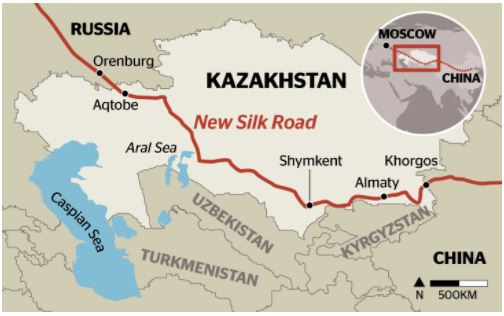 RUSSIA
MOSCOW
CHINA
Orenburg
Aqtobe
KAZAKHSTAN
New Silk Road
Aral Sea
Shymkent
Khorgos
Almaty
Caspian Sea
UZBEKISTAN
KYRGYZSTAN
TURKMENISTAN
CHINA
N
500KM